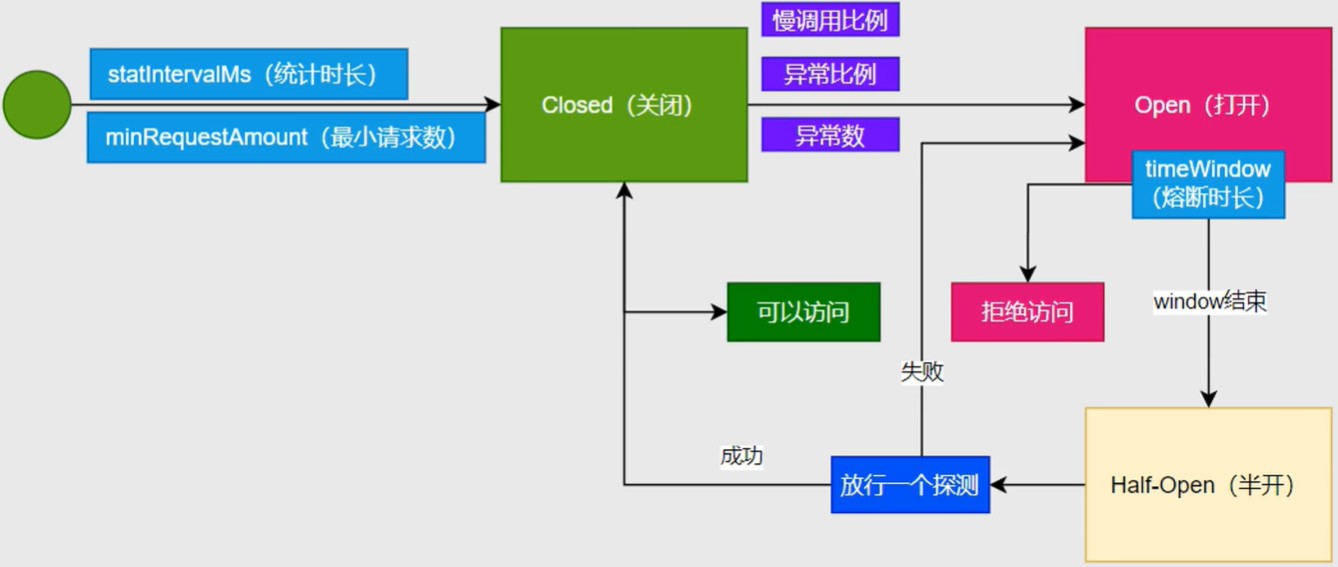 慢调用比例
statIntervalMs（统计时长）
异常比例
Closed（关闭）
Open（打开）
minRequestAmount（最小请求数）
异常数
timeWindow
（熔断时长）
可以访问
拒绝访问
window结束
失败
成功
放行一个探测
Half-Open（半开）